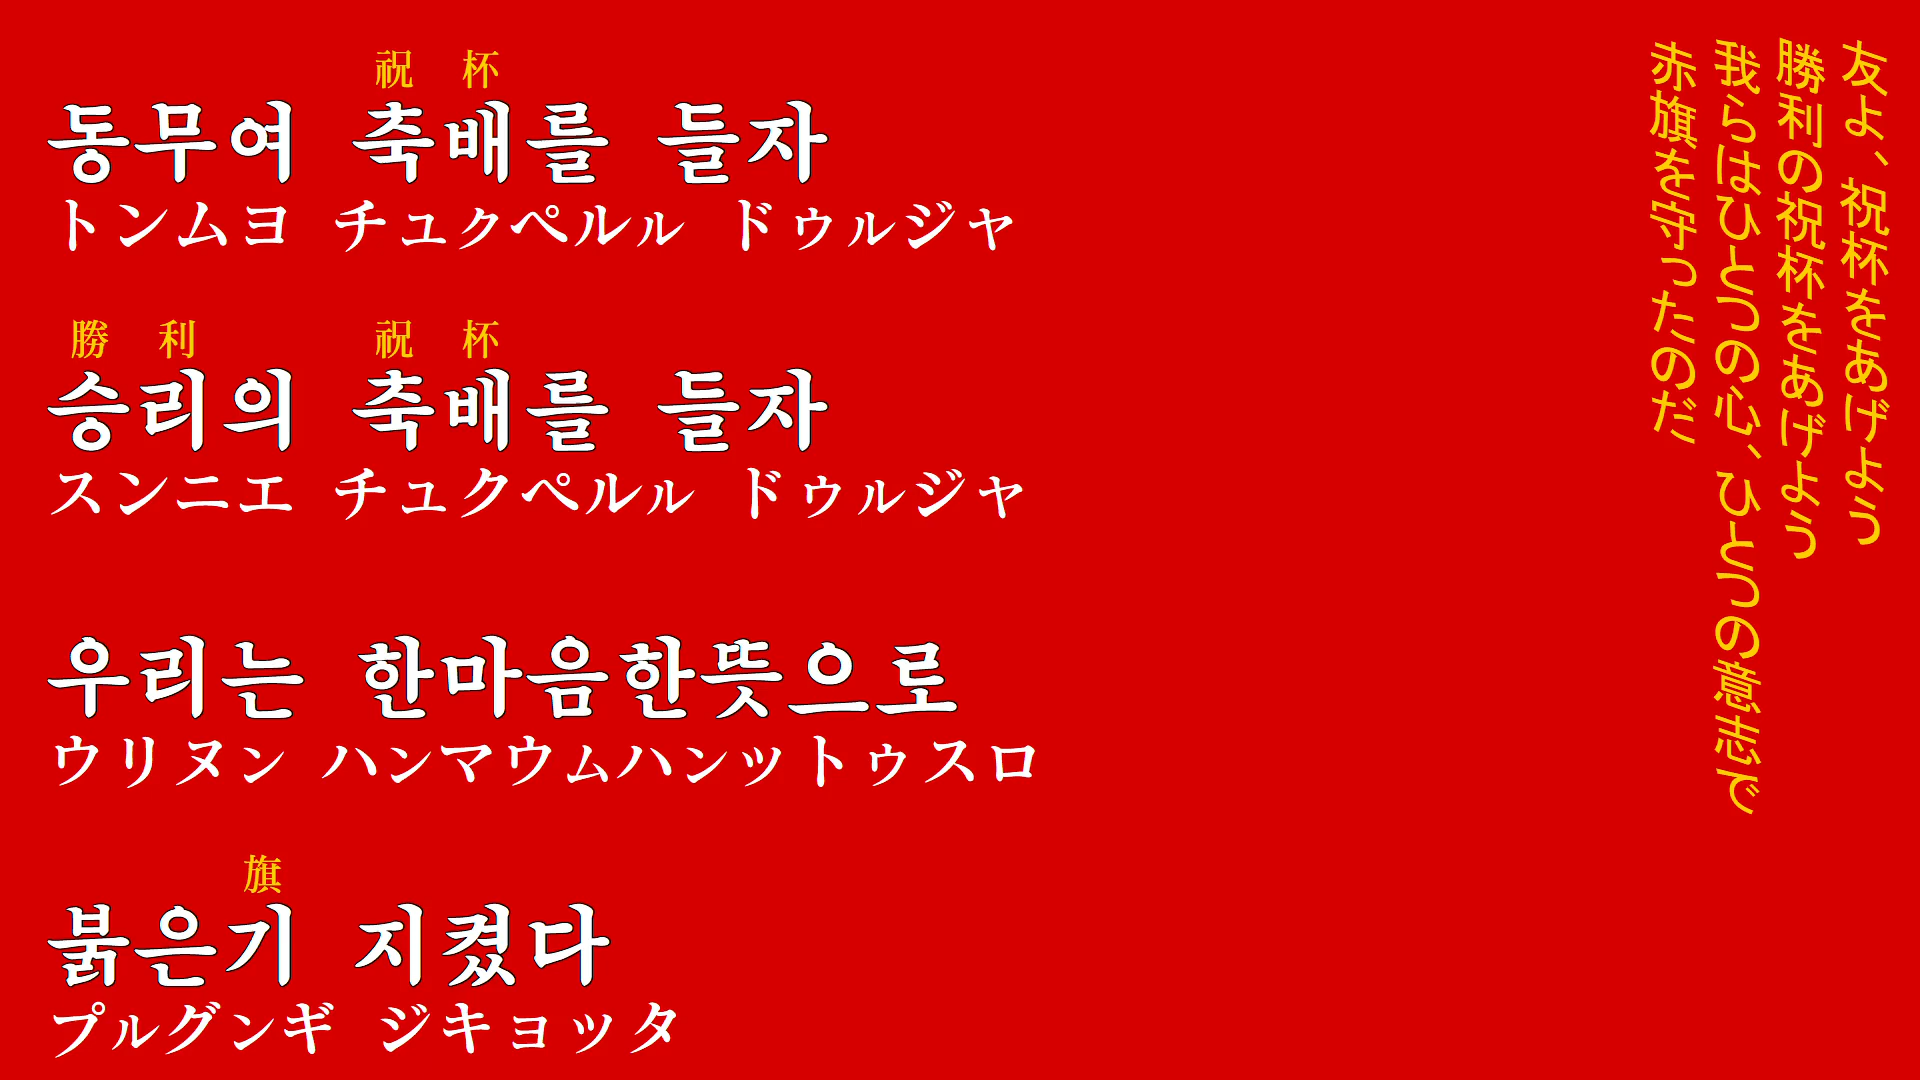 祝 杯
동무여 축배를 들자
トンムヨ チュクペルル ドゥルジャ
勝 利 祝 杯
승리의 축배를 들자
スンニエ チュクペルル ドゥルジャ
우리는 한마음한뜻으로
ウリヌン ハンマウムハンットゥスロ
旗
붉은기 지켰다
プルグンギ ジキョッタ
友よ、祝杯をあげよう
勝利の祝杯をあげよう
我らはひとつの心、ひとつの意志で
赤旗を守ったのだ